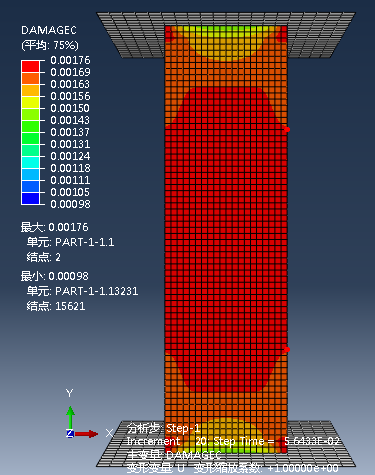 DAMAGEC
(平均: 75%)
0.00176
0.00169
0.00163
0.00156
0.00150
0.00143
0.00137
0.00131
0.00124
0.00118
0.00111
0.00105
0.00098
最大: 0.00176
单元: PART-1-1.1
结点: 2
最小: 0.00098
单元: PART-1-1.13231
结点: 15621
Y
Z X
分析步: Step-1
Increment 20: Step Time = 5.6433E-02
主变量: DAMAGEC
变形变量: U 变形缩放系数: +1.00000e+00